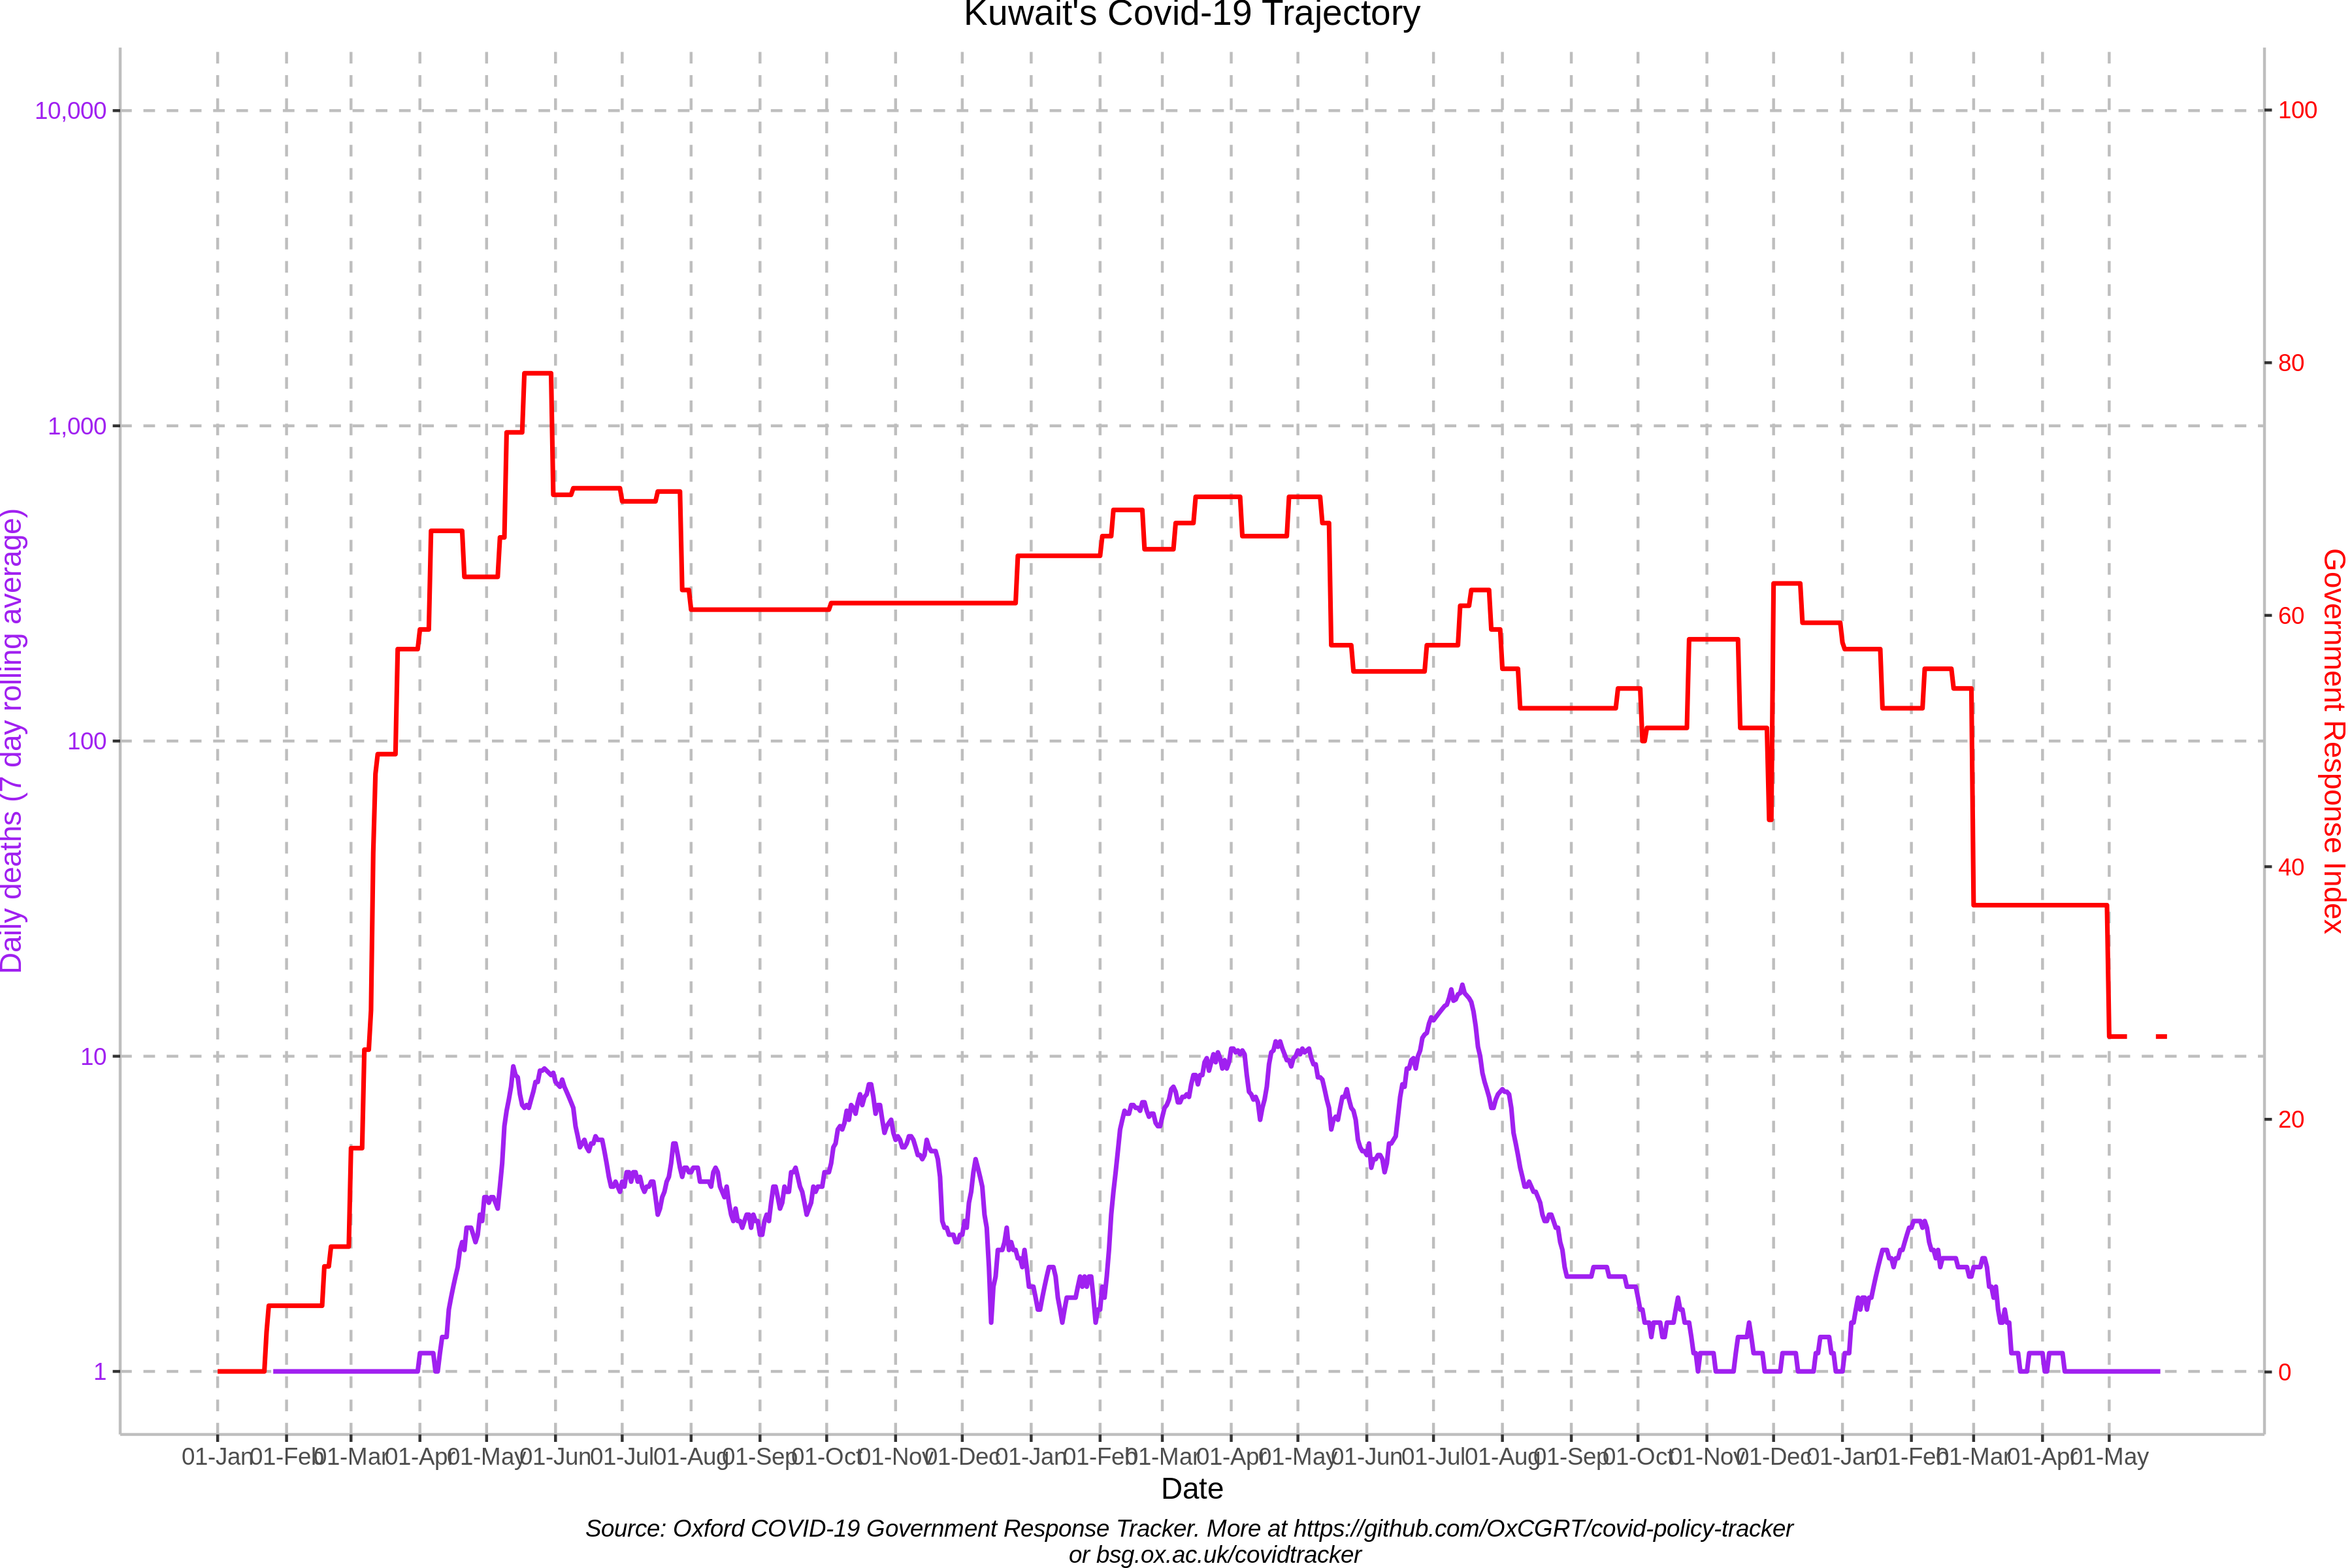 Kuwait's Covid-19 Trajectory
10,000
1,000
100
10
1
Daily deaths (7 day rolling average)
100
80
60
40
20
0
Government Response Index
01-Jan 01-Feb 01-Mar 01-Apr 01-May 01-Jun 01-Jul 01-Aug 01-Sep 01-Oct 01-Nov 01-Dec 01-Jan 01-Feb 01-Mar 01-Apr 01-May 01-Jun 01-Jul 01-Aug 01-Sep 01-Oct 01-Nov 01-Dec 01-Jan 01-Feb 01-Mar 01-Apr 01-May
Date
Source: Oxford COVID-19 Government Response Tracker. More at https://github.com/OxCGRT/covid-policy-tracker
or bsg.ox.ac.uk/covidtracker